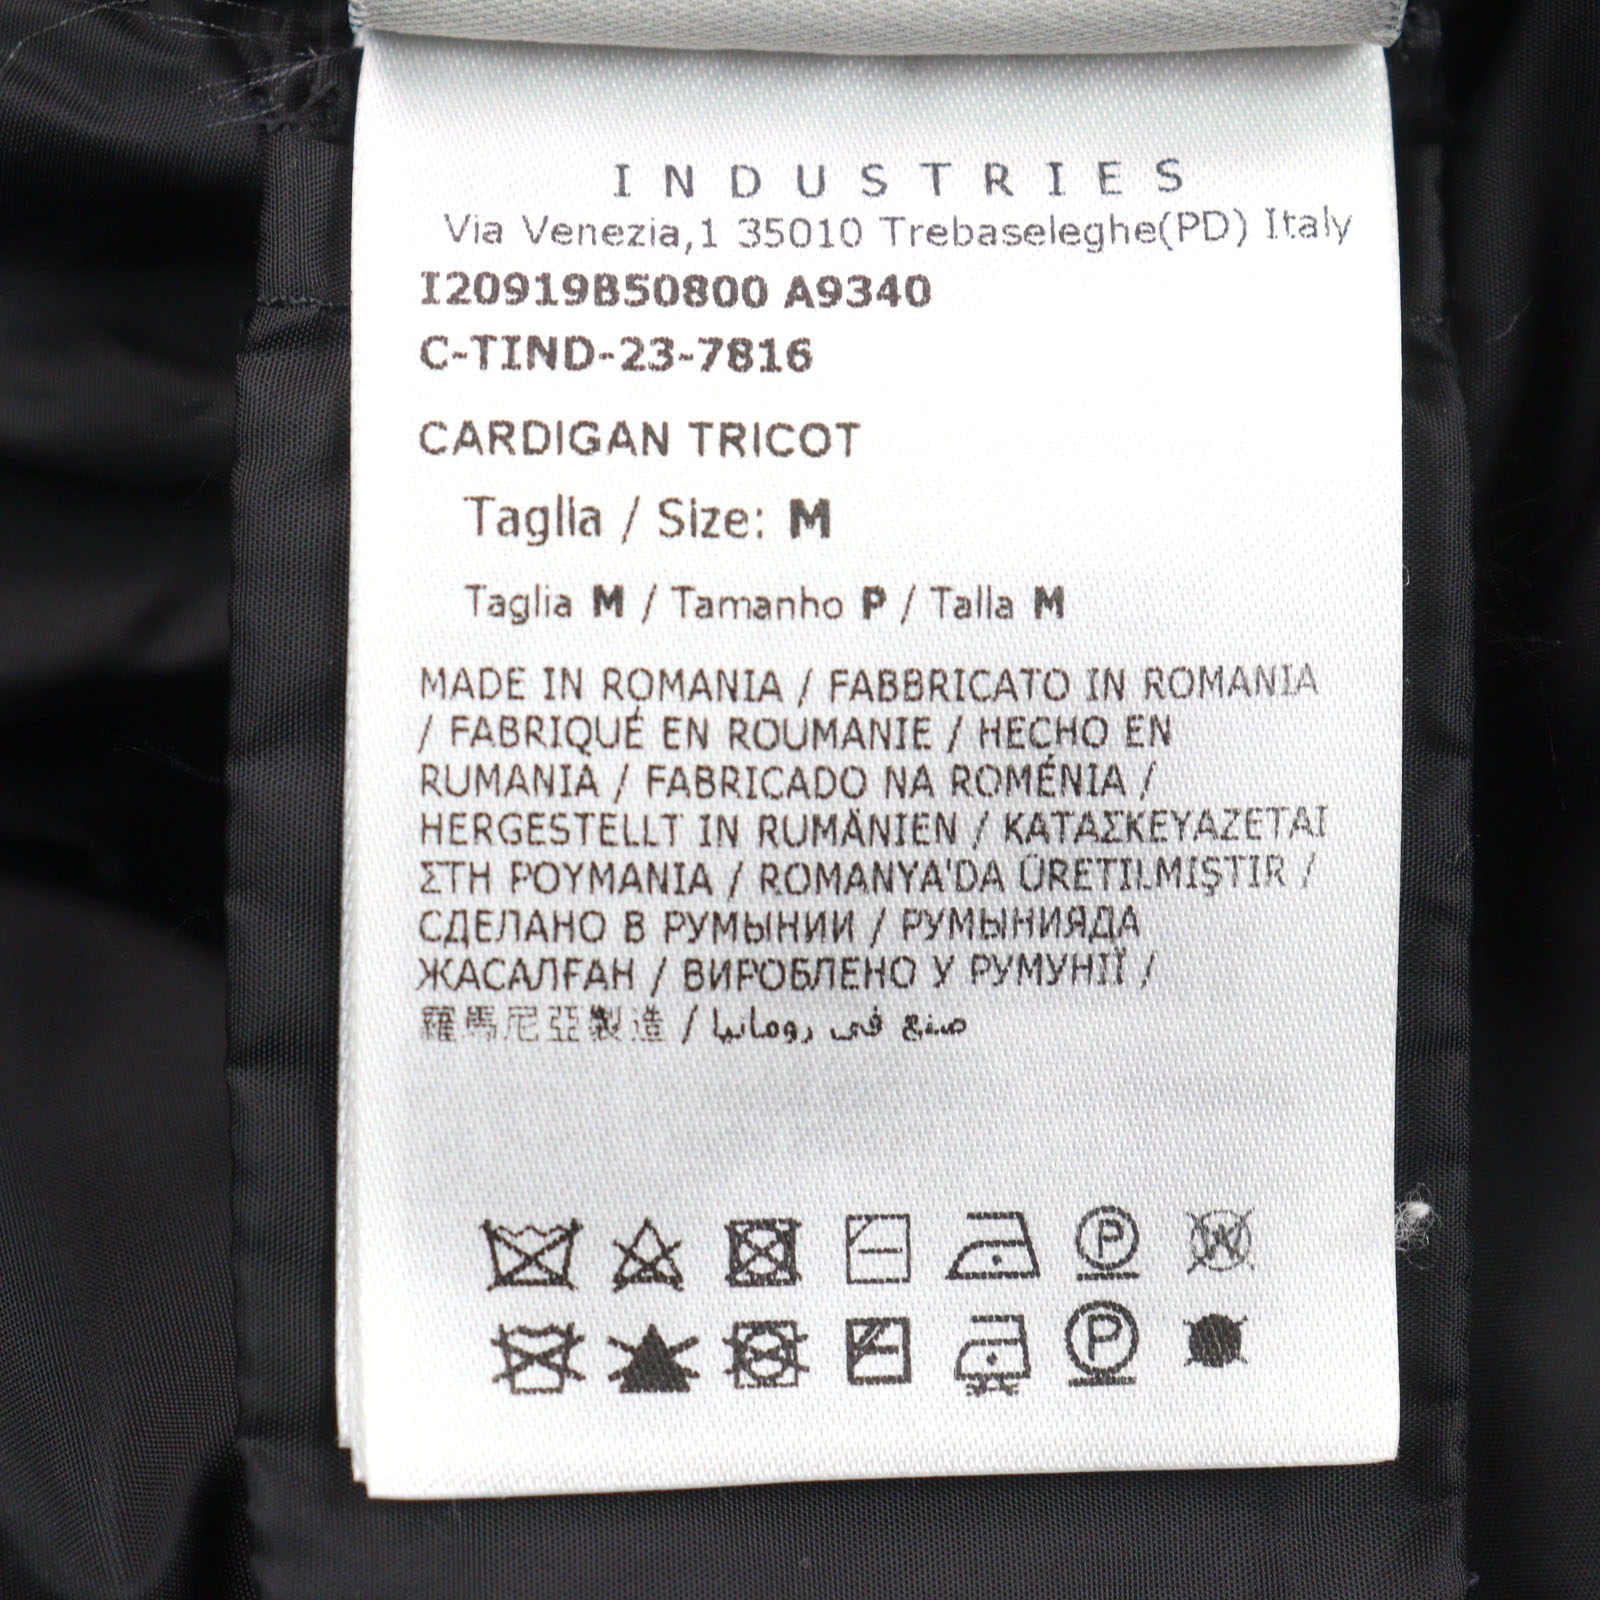 INDUSTRIES
Via Venezia,1 35010 Trebaseleghe(PD) Italy
I20919B50800 A9340
C-TIND-23-7816
CARDIGAN TRICOT
Taglia / Size: M
Taglia M / Tamanho P / Talla M
MADE IN ROMANIA / FABBRICATO IN ROMANIA
/ FABRIQUÉ EN ROUMANIE / HECHO EN
RUMANIA / FABRICADO NA ROMÉNIA /
HERGESTELLT IN RUMÄNIEN / ΚΑΤΑΣΚΕΥΑΖΕΤΑΙ
ΣΤΗ ΡΟΥΜΑΝΙΑ / ROMANYA'DA ÜRETILMIŞTIR /
СДЕЛАНО В РУМЫНИИ / РУМЫНИЯДА
ЖАСАЛҒАН / ВИРОБЛЕНО У РУМУНІЇ /
羅馬尼亞製造 / صنع في رومانيا
P W
P